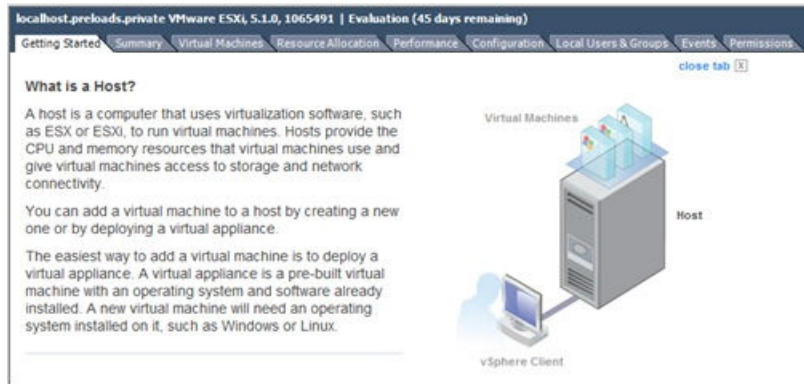 localhost.preloads.private VMware ESXi, 5.1.0, 1065491 | Evaluation (45 days remaining)
Getting Started Summary Virtual Machines Resource Allocation Performance Configuration Local Users & Groups Events Permissions
close tab X
What is a Host?
A host is a computer that uses virtualization software, such
as ESX or ESXi, to run virtual machines. Hosts provide the
CPU and memory resources that virtual machines use and
give virtual machines access to storage and network
connectivity.
You can add a virtual machine to a host by creating a new
one or by deploying a virtual appliance.
The easiest way to add a virtual machine is to deploy a
virtual appliance. A virtual appliance is a pre-built virtual
machine with an operating system and software already
installed. A new virtual machine will need an operating
system installed on it, such as Windows or Linux.
Virtual Machines
Host
vSphere Client